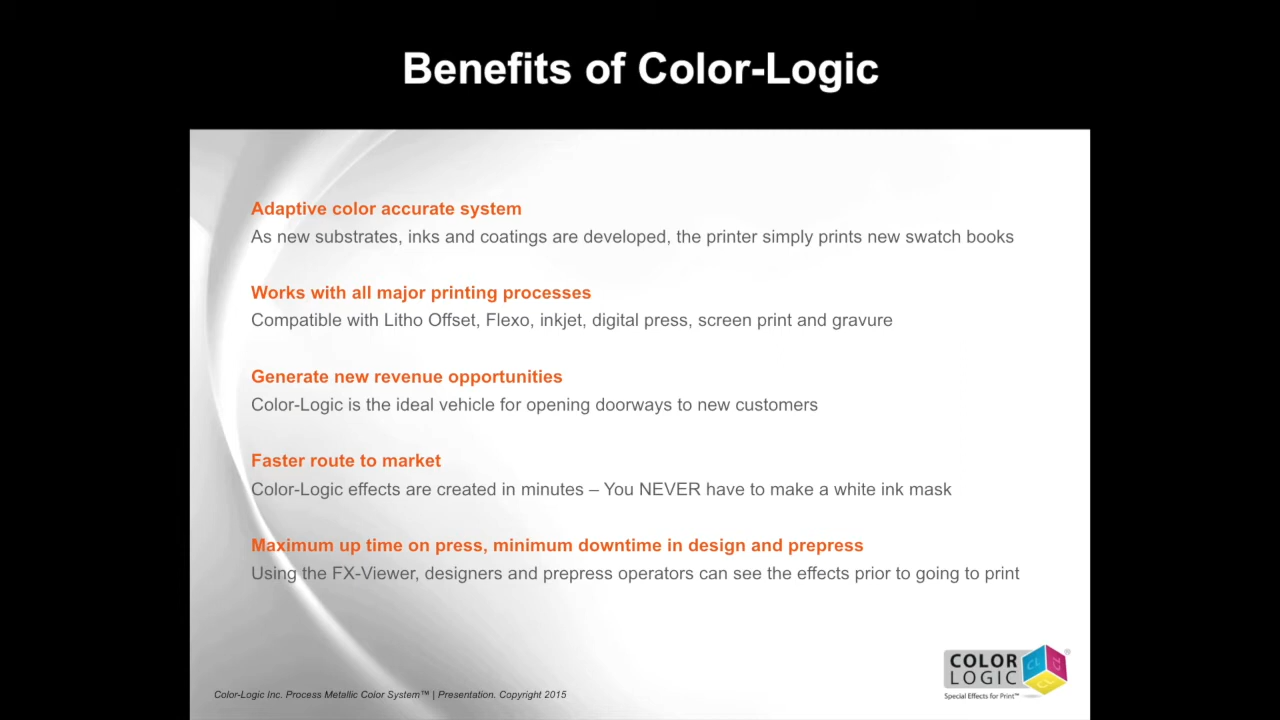 Benefits of Color-Logic
Adaptive color accurate system
As new substrates, inks and coatings are developed, the printer simply prints new swatch books
Works with all major printing processes
Compatible with Litho Offset, Flexo, inkjet, digital press, screen print and gravure
Generate new revenue opportunities
Color-Logic is the ideal vehicle for opening doorways to new customers
Faster route to market
Color-Logic effects are created in minutes – You NEVER have to make a white ink mask
Maximum up time on press, minimum downtime in design and prepress
Using the FX-Viewer, designers and prepress operators can see the effects prior to going to print
COLOR
LOGIC
CL CL CL
®
Special Effects for Print™
Color-Logic Inc. Process Metallic Color System™ | Presentation. Copyright 2015